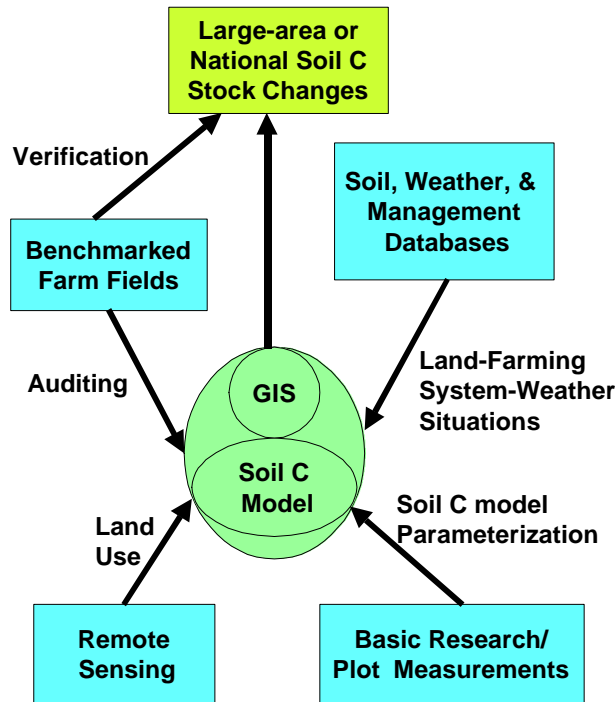 Large-area or
National Soil C
Stock Changes
Verification
Soil, Weather, &
Management
Databases
Benchmarked
Farm Fields
Auditing
Land-Farming
System-Weather
Situations
GIS
Soil C
Model
Land
Use
Soil C model
Parameterization
Remote
Sensing
Basic Research/
Plot Measurements